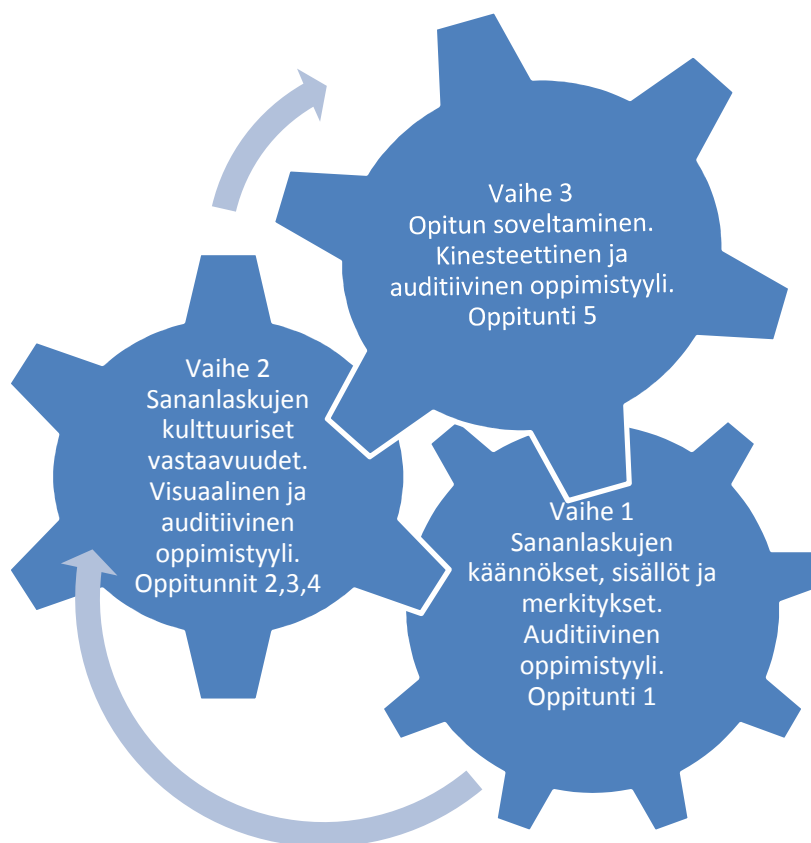 Vaihe 3
Opitun soveltaminen.
Kinesteettinen ja
auditiivinen oppimistyyli.
Oppitunti 5
Vaihe 2
Sananlaskujen
kulttuuriset
vastaavuudet.
Visuaalinen ja
auditiivinen
oppimistyyli.
Oppitunnit 2,3,4
Vaihe 1
Sananlaskujen
käännökset, sisällöt ja
merkitykset.
Auditiivinen
oppimistyyli.
Oppitunti 1